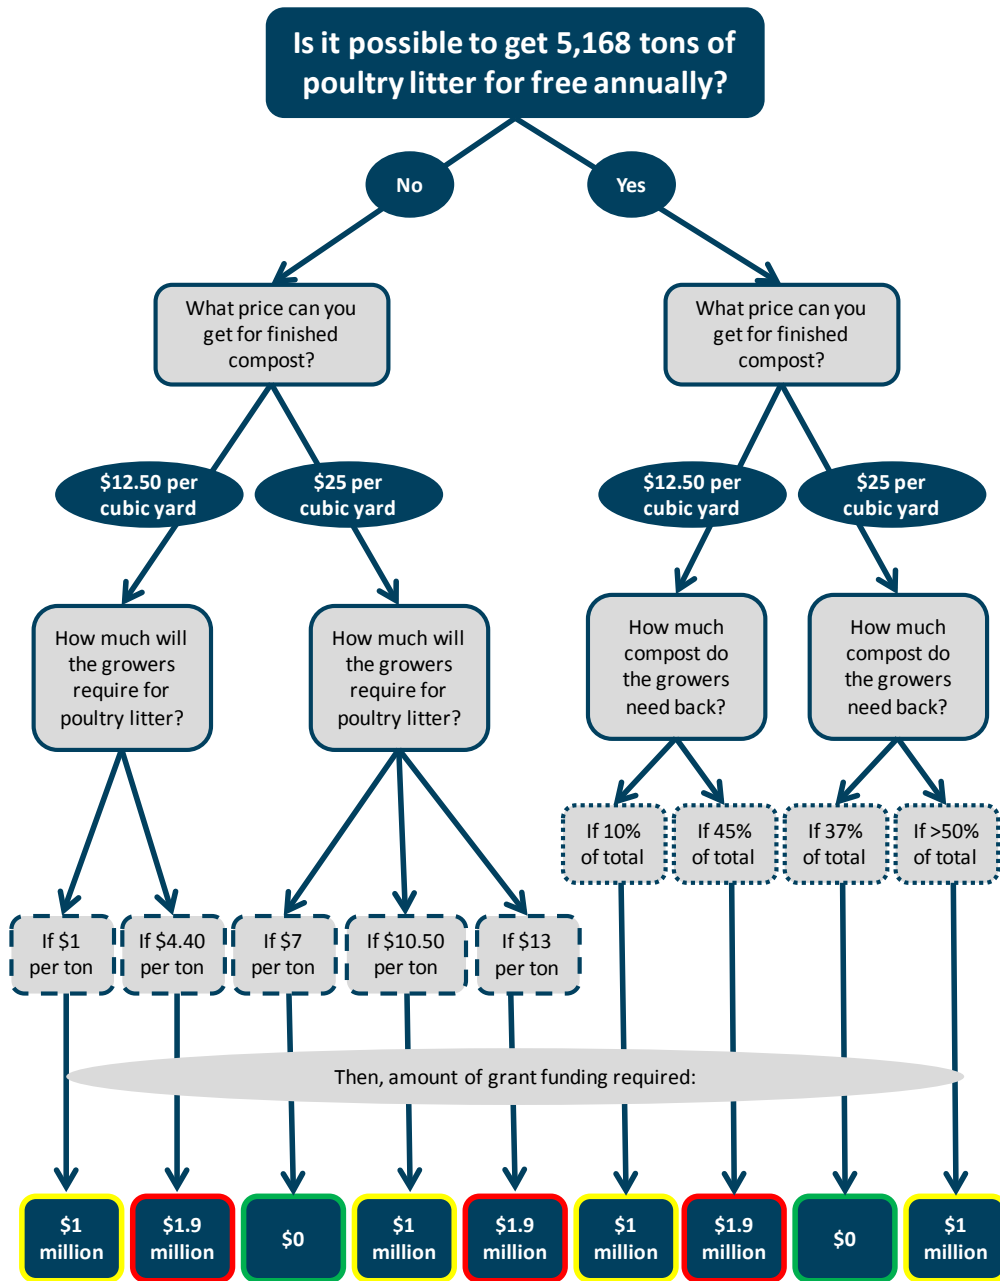 Is it possible to get 5,168 tons of
poultry litter for free annually?
No
Yes
What price can you
get for finished
compost?
What price can you
get for finished
compost?
$12.50 per
cubic yard
$25 per
cubic yard
$12.50 per
cubic yard
$25 per
cubic yard
How much will
the growers
require for
poultry litter?
How much will
the growers
require for
poultry litter?
How much
compost do
the growers
need back?
How much
compost do
the growers
need back?
If 10%
of total
If 45%
of total
If 37%
of total
If >50%
of total
If $1
per ton
If $4.40
per ton
If $7
per ton
If $10.50
per ton
If $13
per ton
Then, amount of grant funding required:
$1
million
$1.9
million
$0
$1
million
$1.9
million
$1
million
$1.9
million
$0
$1
million